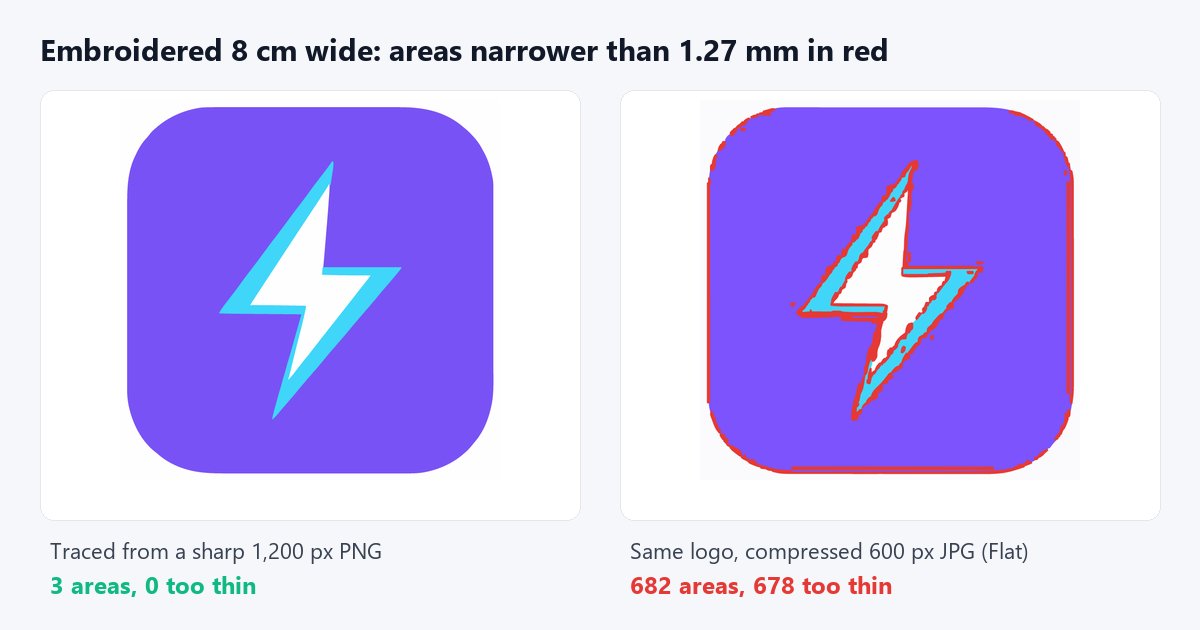 Embroidered 8 cm wide: areas narrower than 1.27 mm in red
Traced from a sharp 1,200 px PNG
3 areas, 0 too thin
Same logo, compressed 600 px JPG (Flat)
682 areas, 678 too thin